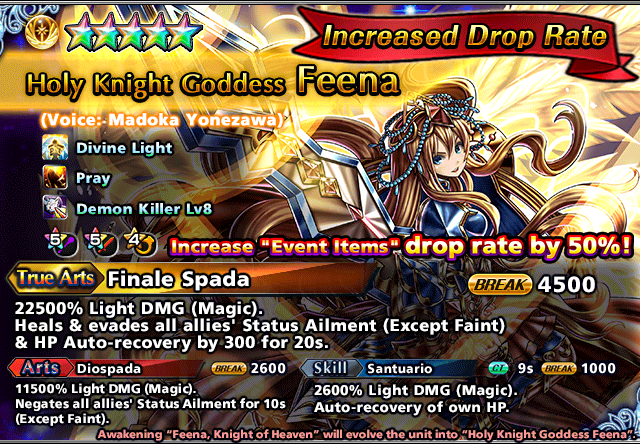 Increased Drop Rate
Holy Knight Goddess Feena
(Voice: Madoka Yonezawa)
Divine Light
Pray
Demon Killer Lv8
5 5 4
Increase "Event Items" drop rate by 50%!
True Arts Finale Spada BREAK 4500
22500% Light DMG (Magic).
Heals & evades all allies' Status Ailment (Except Faint)
& HP Auto-recovery by 300 for 20s.
Arts Diospada BREAK 2600
11500% Light DMG (Magic).
Negates all allies' Status Ailment for 10s
(Except Faint).
Skill Santuario CT 9s BREAK 1000
2600% Light DMG (Magic).
Auto-recovery of own HP.
Awakening "Feena, Knight of Heaven" will evolve the unit into "Holy Knight Goddess Feena".